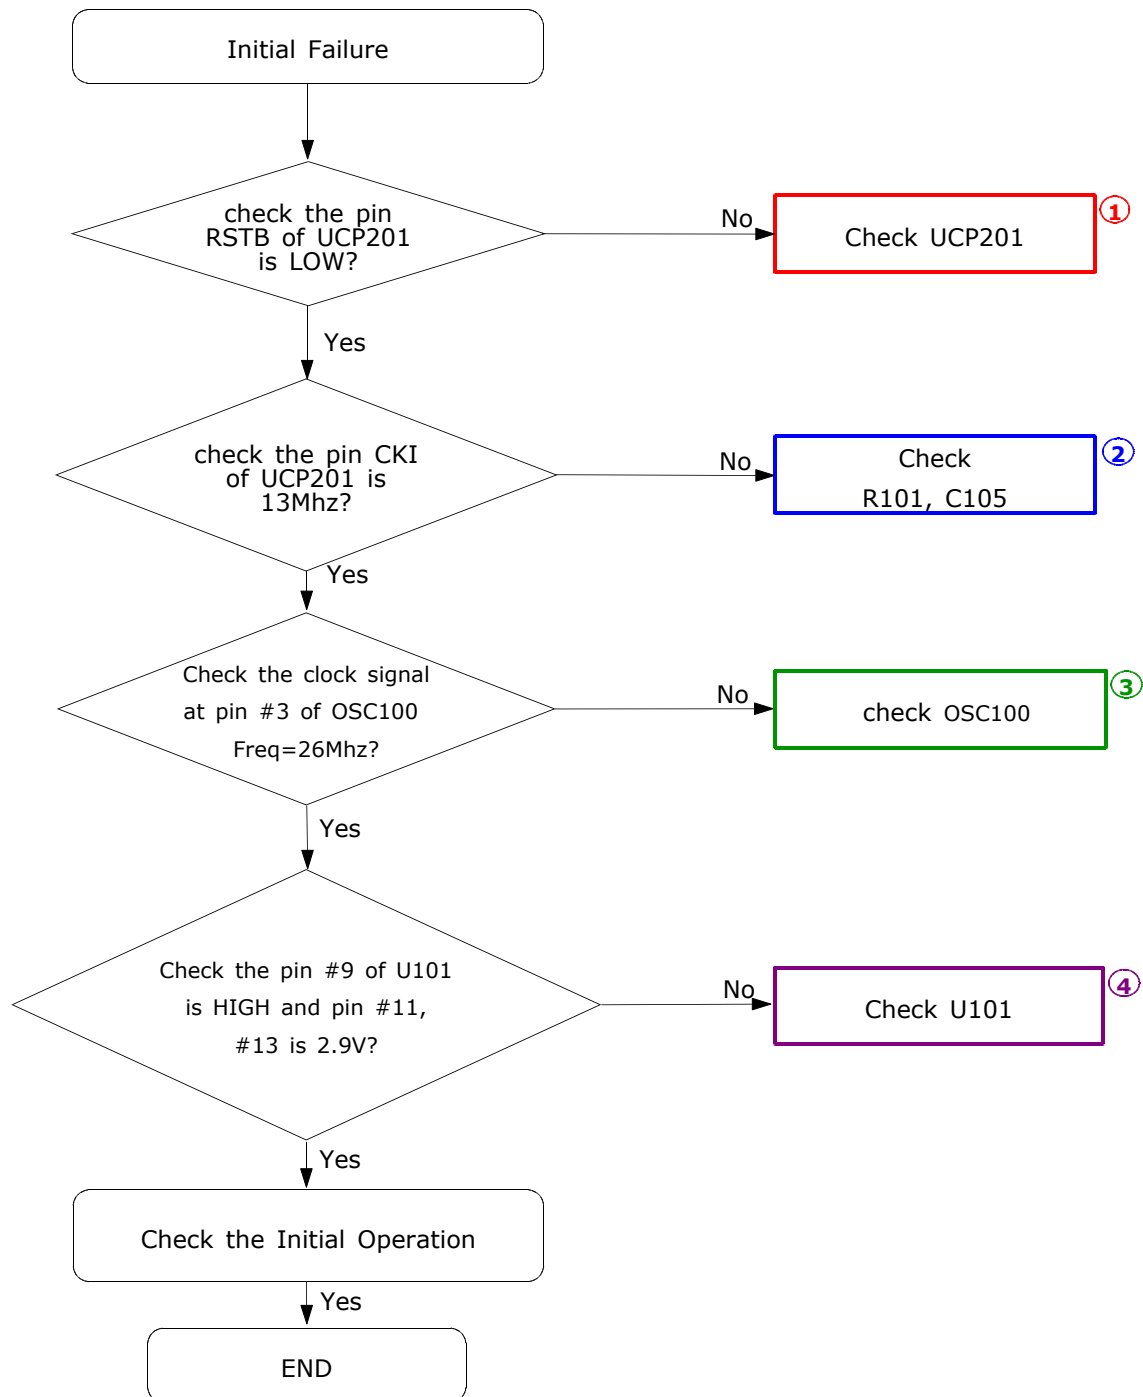 Initial Failure
check the pin
RSTB of UCP201
is LOW?
No
Check UCP201
1
Yes
check the pin CKI
of UCP201 is
13Mhz?
No
Check
R101, C105
2
Yes
Check the clock signal
at pin #3 of OSC100
Freq=26Mhz?
No
check OSC100
3
Yes
Check the pin #9 of U101
is HIGH and pin #11,
#13 is 2.9V?
No
Check U101
4
Yes
Check the Initial Operation
Yes
END